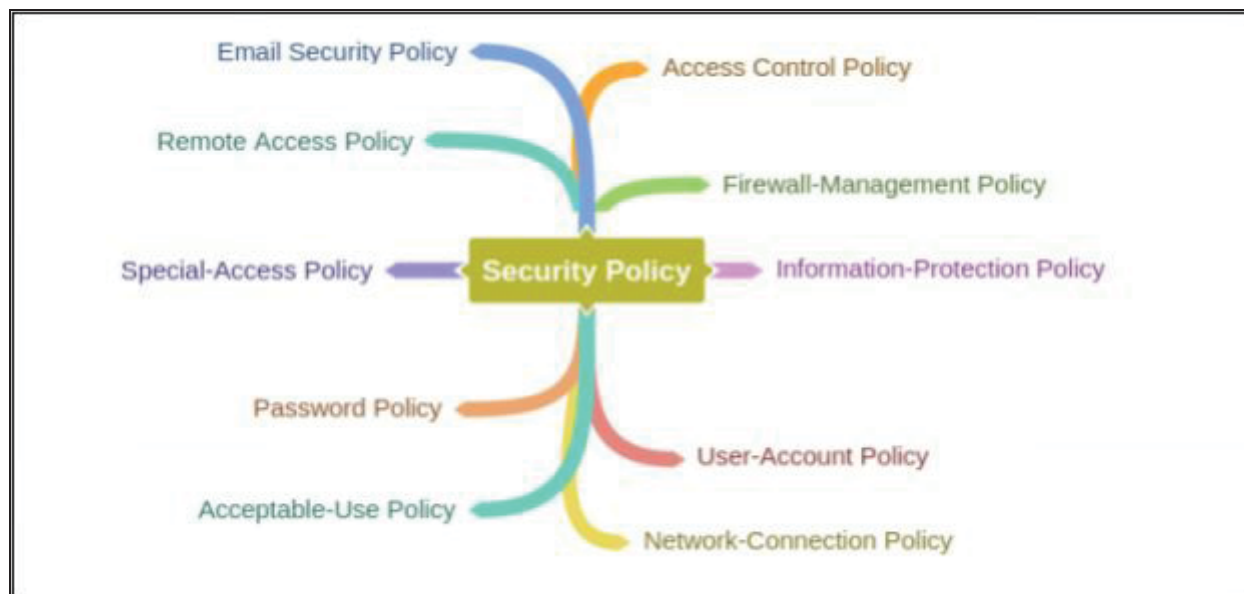 Email Security Policy
Access Control Policy
Remote Access Policy
Firewall-Management Policy
Special-Access Policy
Security Policy
Information-Protection Policy
Password Policy
User-Account Policy
Acceptable-Use Policy
Network-Connection Policy